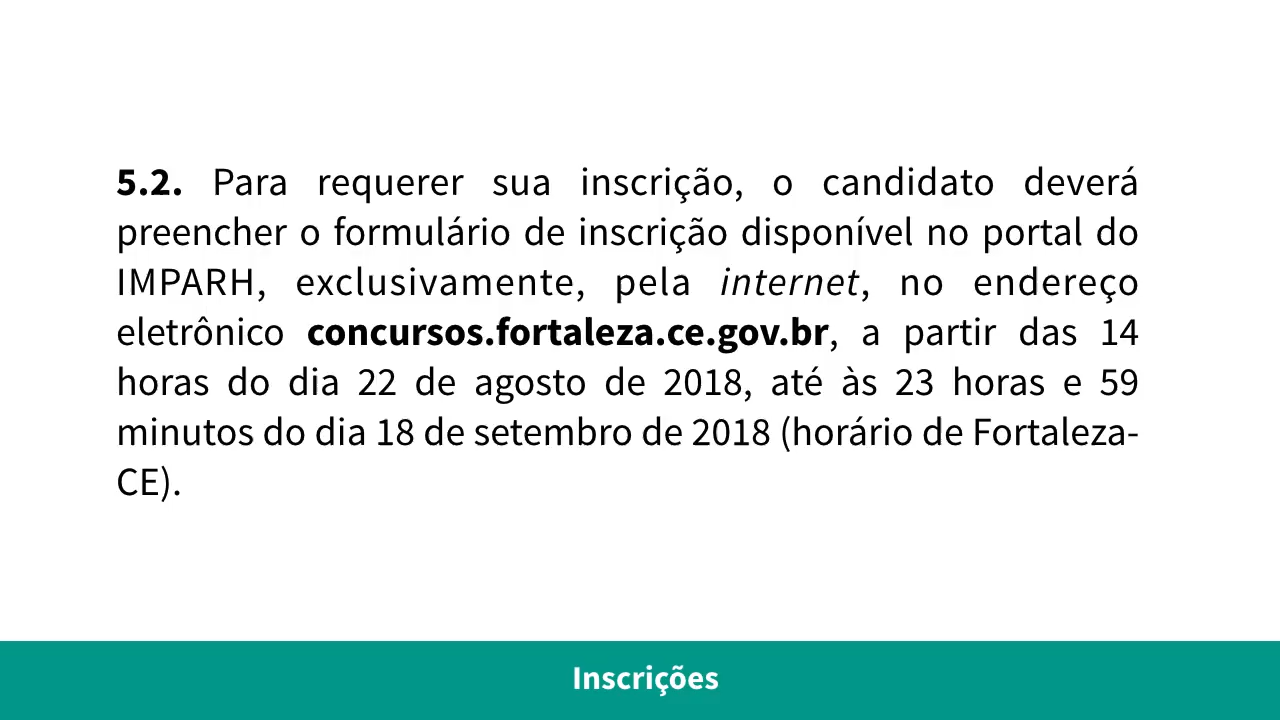 5.2. Para requerer sua inscrição, o candidato deverá
preencher o formulário de inscrição disponível no portal do
IMPARH, exclusivamente, pela internet, no endereço
eletrônico concursos.fortaleza.ce.gov.br, a partir das 14
horas do dia 22 de agosto de 2018, até às 23 horas e 59
minutos do dia 18 de setembro de 2018 (horário de Fortaleza-
CE).
Inscrições